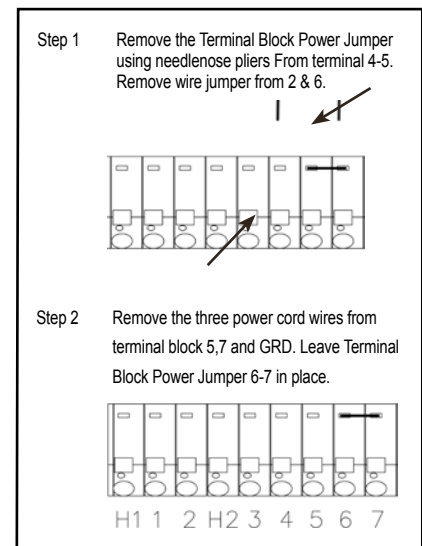 Step 1 Remove the Terminal Block Power Jumper
using needlenose pliers From terminal 4-5.
Remove wire jumper from 2 & 6.
Step 2 Remove the three power cord wires from
terminal block 5,7 and GRD. Leave Terminal
Block Power Jumper 6-7 in place.
H1 1 2 H2 3 4 5 6 7